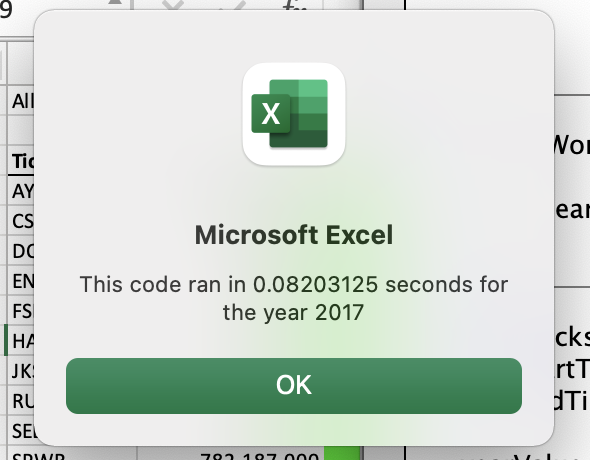 9
fx
All
Tic
AY
CS
DC
EN
FS
HA
JK
RU
SE
SPWR 782,187,000
X
Microsoft Excel
This code ran in 0.08203125 seconds for
the year 2017
OK
Wor
ear
cks
rtT
dTi